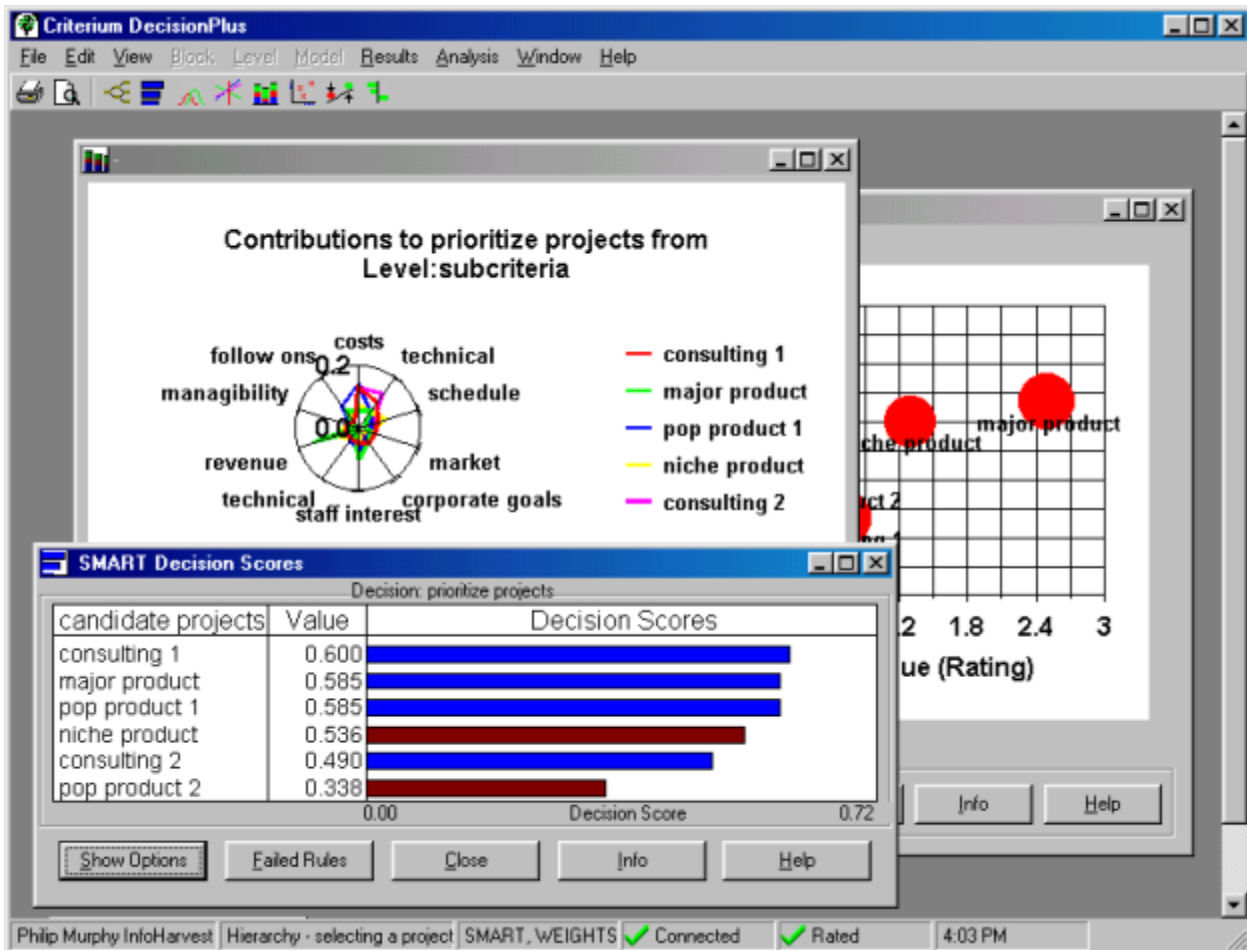 Criterium DecisionPlus
File Edit View Block Level Model Results Analysis Window Help
-
Contributions to prioritize projects from
Level:subcriteria
costs
follow ons 0.2 technical
managibility schedule
0.0
revenue market
technical corporate goals
staff interest
consulting 1
major product
pop product 1
niche product
consulting 2
major product
che product
ct 2
.2 1.8 2.4 3
ue (Rating)
Info Help
SMART Decision Scores
Decision: prioritize projects
candidate projects Value Decision Scores
consulting 1 0.600
major product 0.585
pop product 1 0.585
niche product 0.536
consulting 2 0.490
pop product 2 0.338
0.00 Decision Score 0.72
Show Options Failed Rules Close Info Help
Philip Murphy InfoHarvest Hierarchy - selecting a project SMART, WEIGHTS Connected Rated 4:03 PM